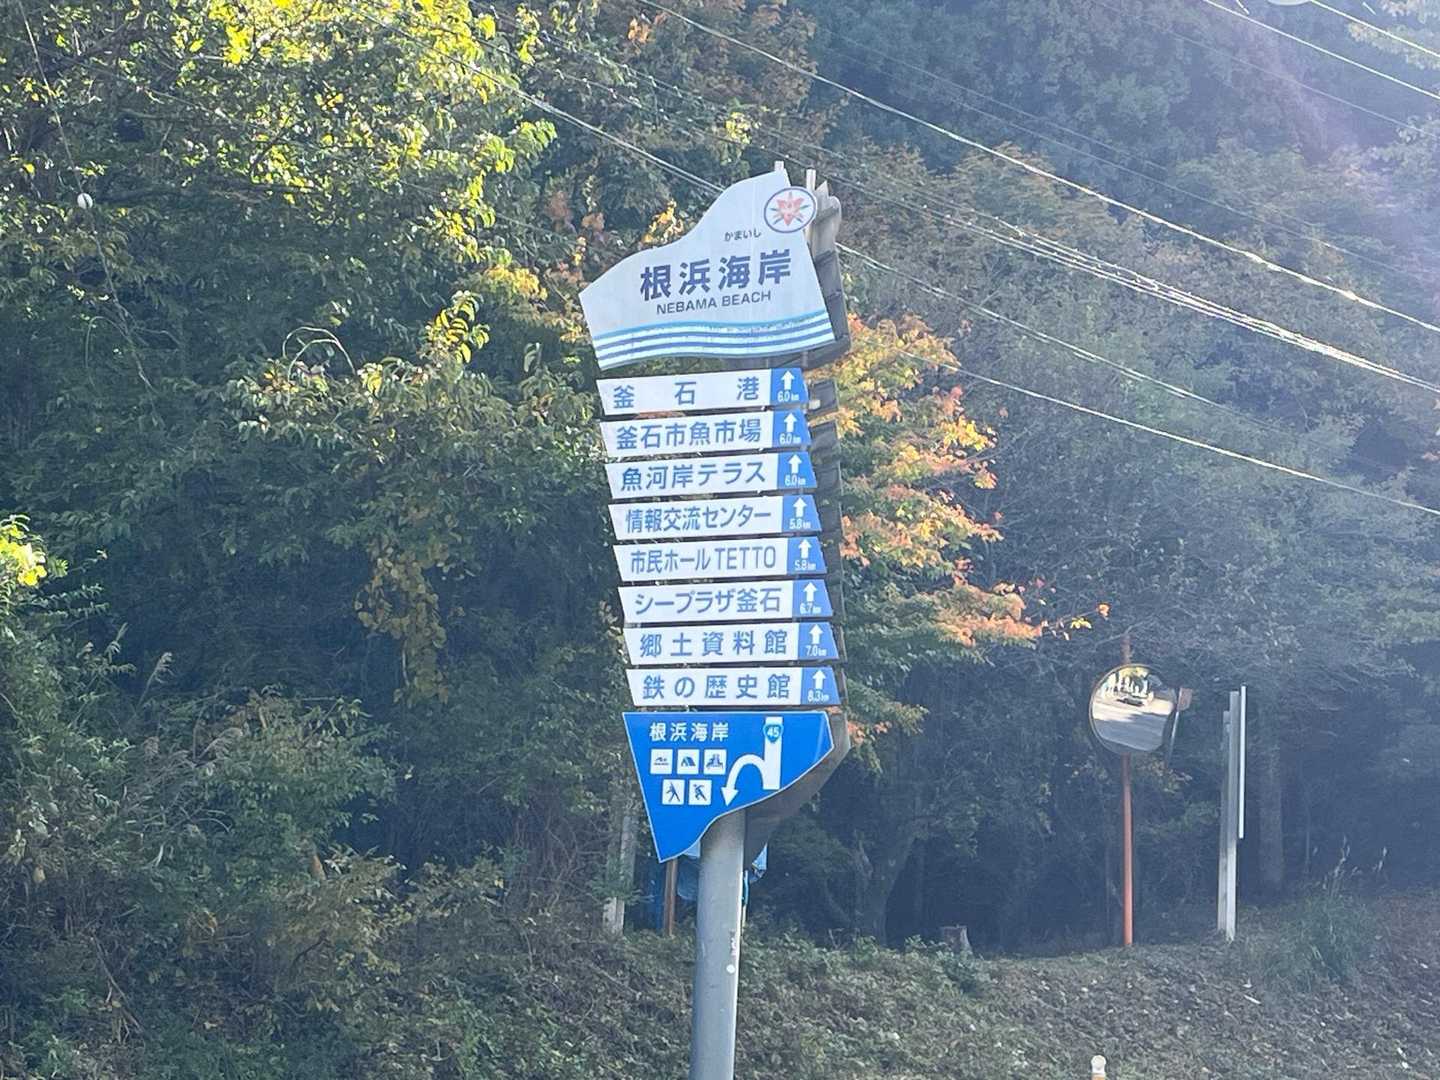 かまいし
根浜海岸
NEBAMA BEACH
釜石港 6.0km
釜石市魚市場 6.0km
魚河岸テラス 6.0km
情報交流センター 5.8km
市民ホールTETTO 5.8km
シープラザ釜石 6.7km
郷土資料館 7.0km
鉄の歴史館 8.3km
根浜海岸 45